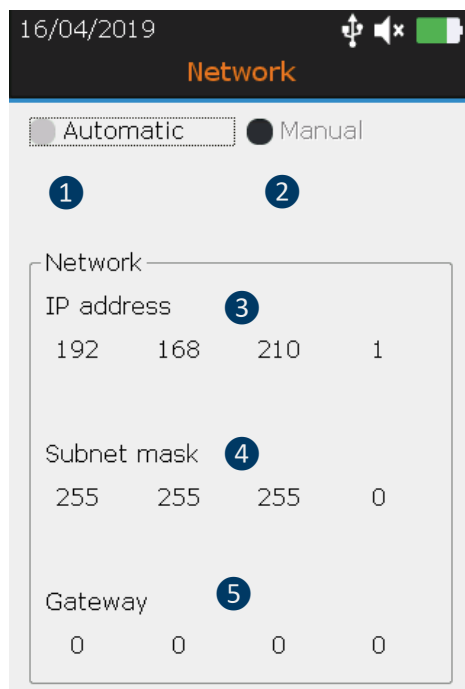 16/04/2019
Network
Automatic Manual
1 2
Network
IP address 3
192 168 210 1
Subnet mask 4
255 255 255 0
Gateway 5
0 0 0 0